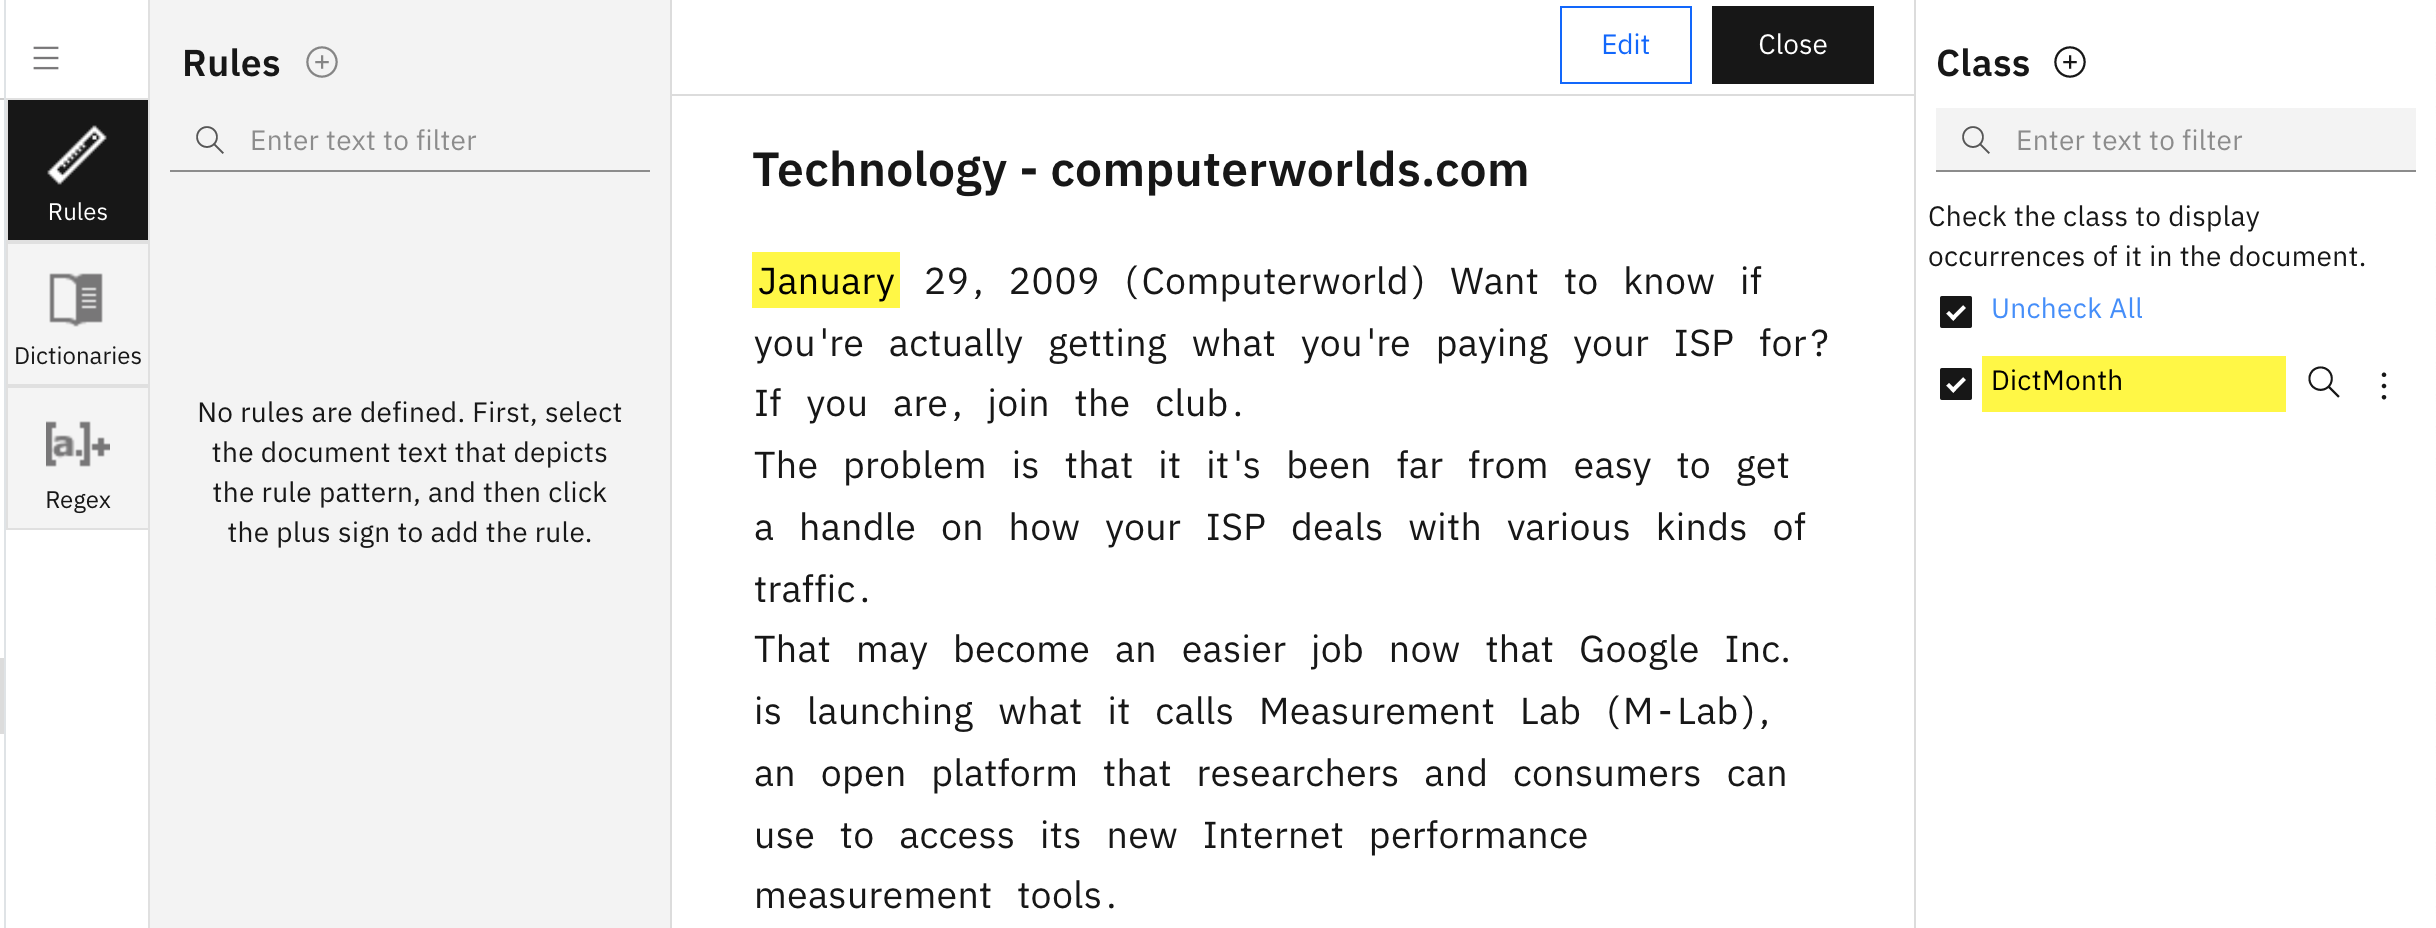 Rules
Dictionaries
[a.]+
Regex
Rules
Enter text to filter
No rules are defined. First, select
the document text that depicts
the rule pattern, and then click
the plus sign to add the rule.
Edit
Close
Technology - computerworlds.com
January 29, 2009 (Computerworld) Want to know if
you're actually getting what you're paying your ISP for?
If you are, join the club.
The problem is that it it's been far from easy to get
a handle on how your ISP deals with various kinds of
traffic.
That may become an easier job now that Google Inc.
is launching what it calls Measurement Lab (M-Lab),
an open platform that researchers and consumers can
use to access its new Internet performance
measurement tools.
Class
Enter text to filter
Check the class to display
occurrences of it in the document.
Uncheck All
DictMonth